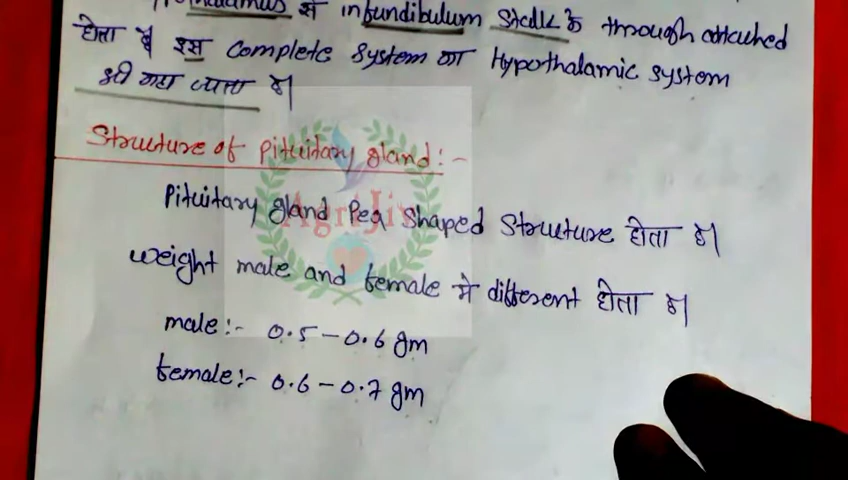 से infundibulum Stalk के through attached
होता है इस Complete System का Hypothalamic system
भी कहा जाता है।
Structure of Pituitary gland:-
Pituitary gland Pea Shaped Structure होता है।
weight male and female मे different होता है।
male:- 0.5-0.6 gm
female:- 0.6-0.7 gm
AgriJi